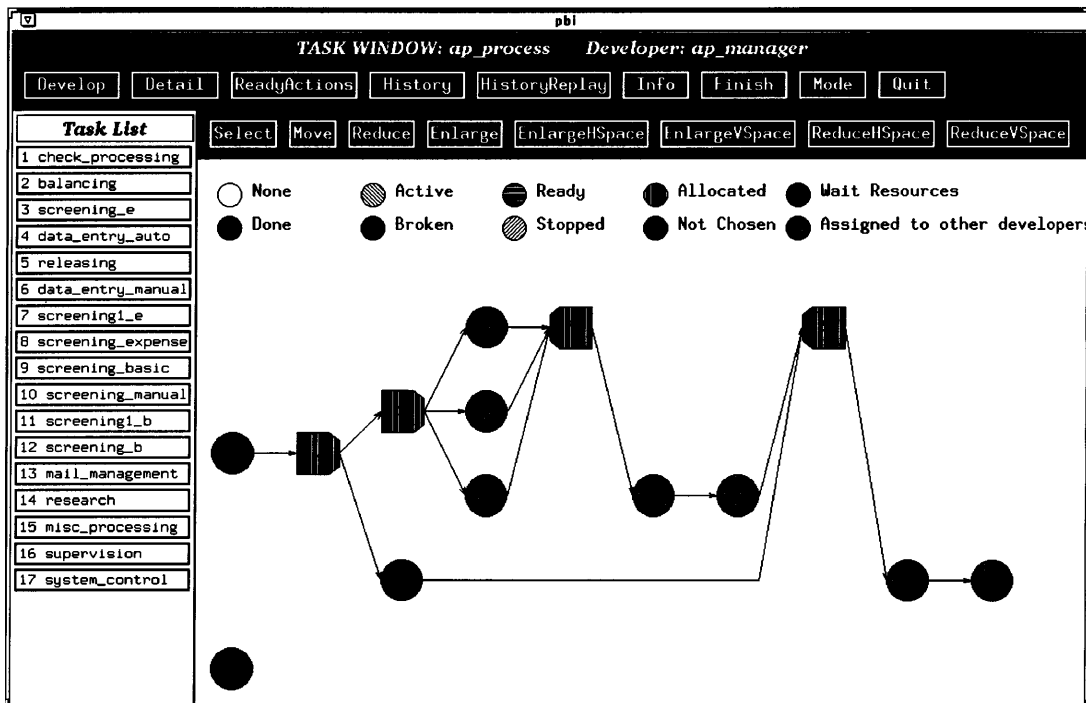 pbi
TASK WINDOW: ap_process Developer: ap_manager
Develop Detail ReadyActions History HistoryReplay Info Finish Mode Quit
Task List
Select Move Reduce Enlarge EnlargeHSpace EnlargeVSpace ReduceHSpace ReduceVSpace
1 check_processing
2 balancing
3 screening_e
4 data_entry_auto
5 releasing
6 data_entry_manual
7 screening1_e
8 screening_expense
9 screening_basic
10 screening_manual
11 screening1_b
12 screening_b
13 mail_management
14 research
15 misc_processing
16 supervision
17 system_control
None Active Ready Allocated Wait Resources
Done Broken Stopped Not Chosen Assigned to other developers